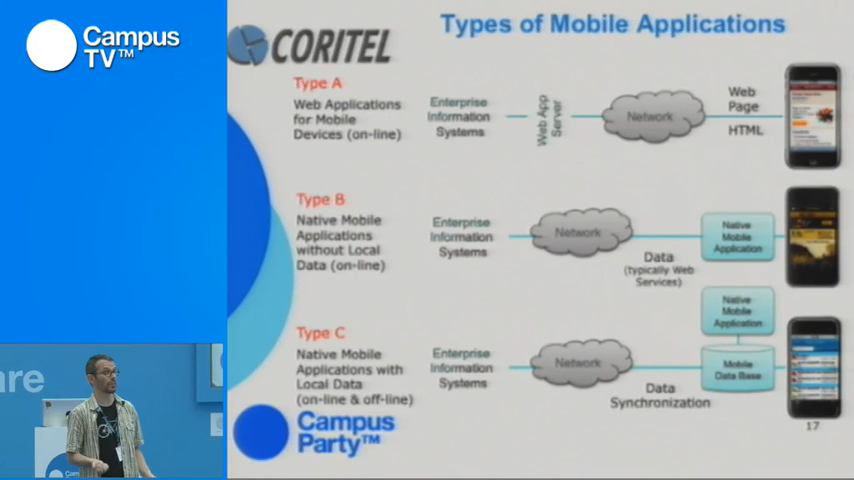 Campus
TV™
CORITEL
Types of Mobile Applications
Type A
Web Applications
for Mobile
Devices (on-line)
Enterprise
Information
Systems
Web App
Server
Network
Web
Page
HTML
Type B
Native Mobile
Applications
without Local
Data (on-line)
Enterprise
Information
Systems
Network
Data
(typically Web
Services)
Native
Mobile
Application
Type C
Native Mobile
Applications with
Local Data
(on-line & off-line)
Enterprise
Information
Systems
Network
Data
Synchronization
Native
Mobile
Application
Mobile
Data Base
Campus
Party™
17
are